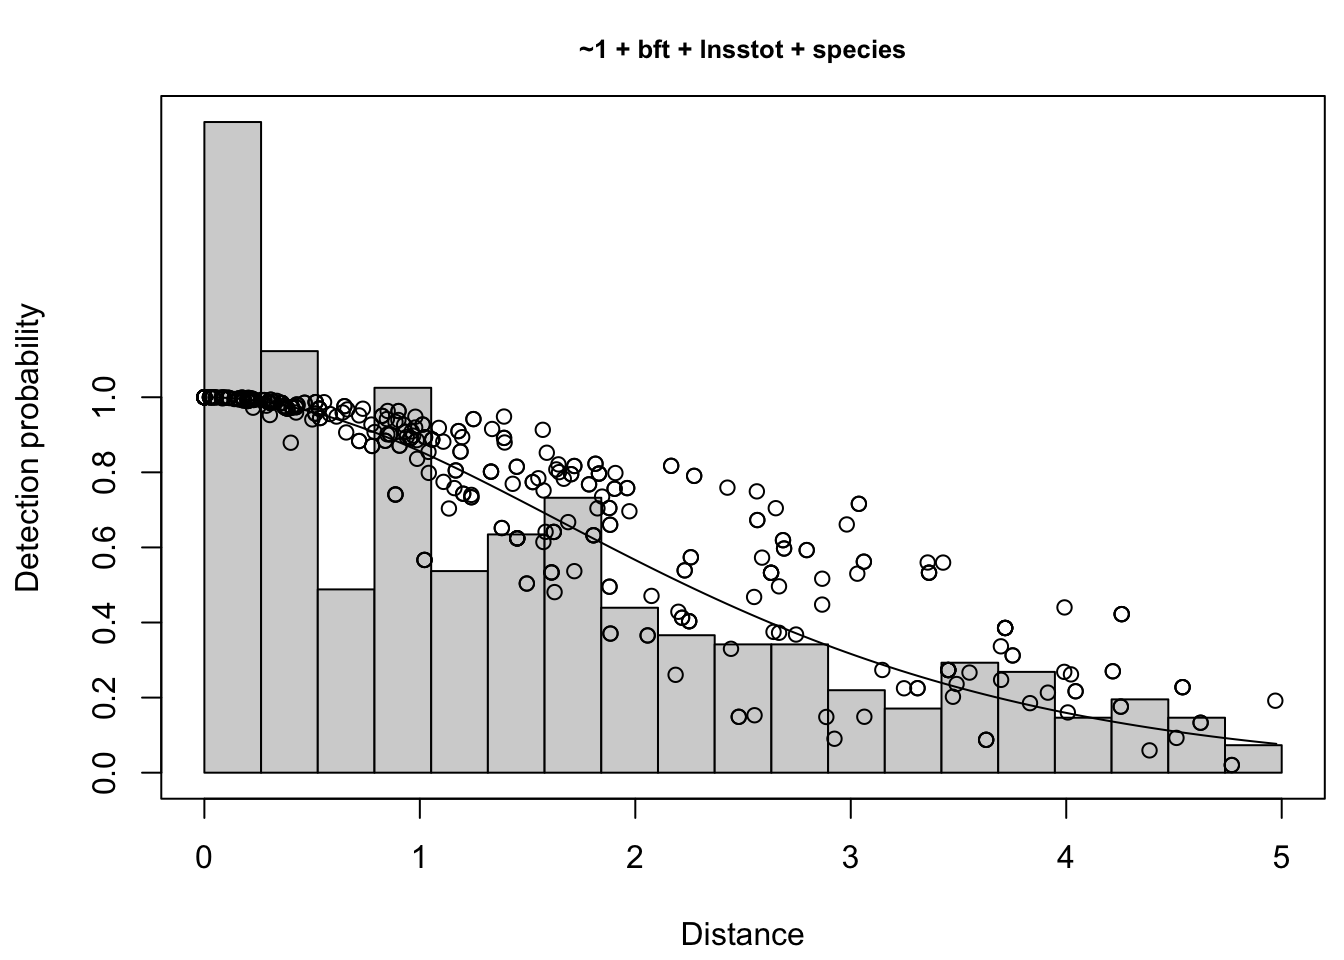 ~1 + bft + lnsstot + species
Detection probability
1.0
0.8
0.6
0.4
0.2
0.0
0 1 2 3 4 5
Distance